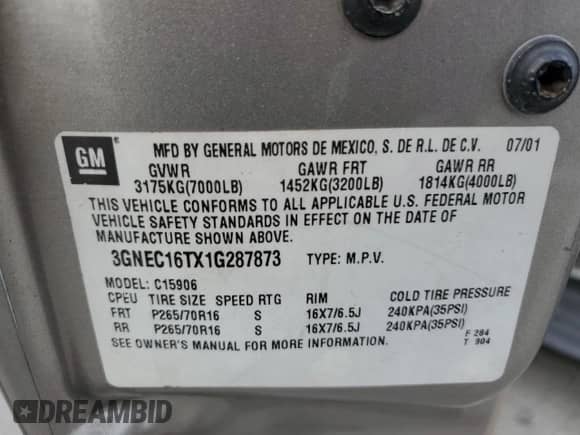 GM
MFD BY GENERAL MOTORS DE MEXICO, S. DE R.L. DE C.V. 07/01
GVWR GAWR FRT GAWR RR
3175KG(7000LB) 1452KG(3200LB) 1814KG(4000LB)
THIS VEHICLE CONFORMS TO ALL APPLICABLE U.S. FEDERAL MOTOR
VEHICLE SAFETY STANDARDS IN EFFECT ON THE DATE OF
MANUFACTURE SHOWN ABOVE.
3GNEC16TX1G287873 TYPE: M.P.V.
MODEL: C15906
CPEU TIRE SIZE SPEED RTG RIM COLD TIRE PRESSURE
FRT P265/70R16 S 16X7/6.5J 240KPA(35PSI)
RR P265/70R16 S 16X7/6.5J 240KPA(35PSI)
SEE OWNER'S MANUAL FOR MORE INFORMATION.
F 284
T 904
DREAMBID